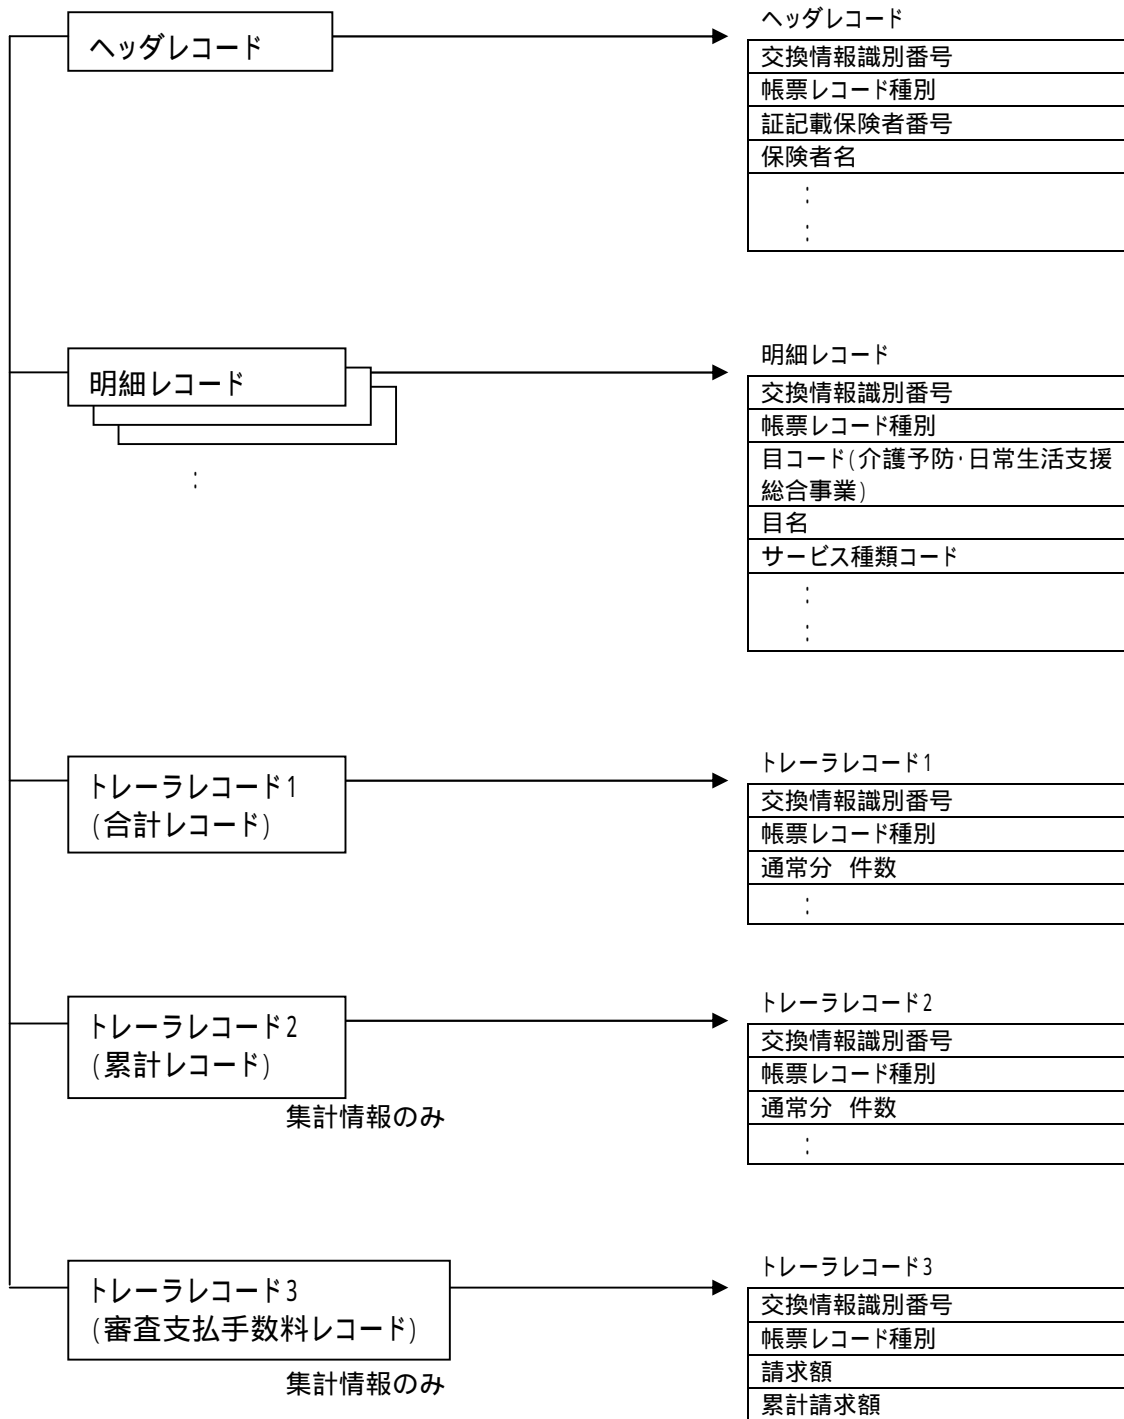 ヘッダレコード
ヘッダレコード
交換情報識別番号
帳票レコード種別
証記載保険者番号
保険者名
:
:
明細レコード
:
明細レコード
交換情報識別番号
帳票レコード種別
目コード(介護予防・日常生活支援
総合事業)
目名
サービス種類コード
:
:
トレーラレコード1
(合計レコード)
トレーラレコード1
交換情報識別番号
帳票レコード種別
通常分 件数
:
トレーラレコード2
(累計レコード)
集計情報のみ
トレーラレコード2
交換情報識別番号
帳票レコード種別
通常分 件数
:
トレーラレコード3
(審査支払手数料レコード)
集計情報のみ
トレーラレコード3
交換情報識別番号
帳票レコード種別
請求額
累計請求額